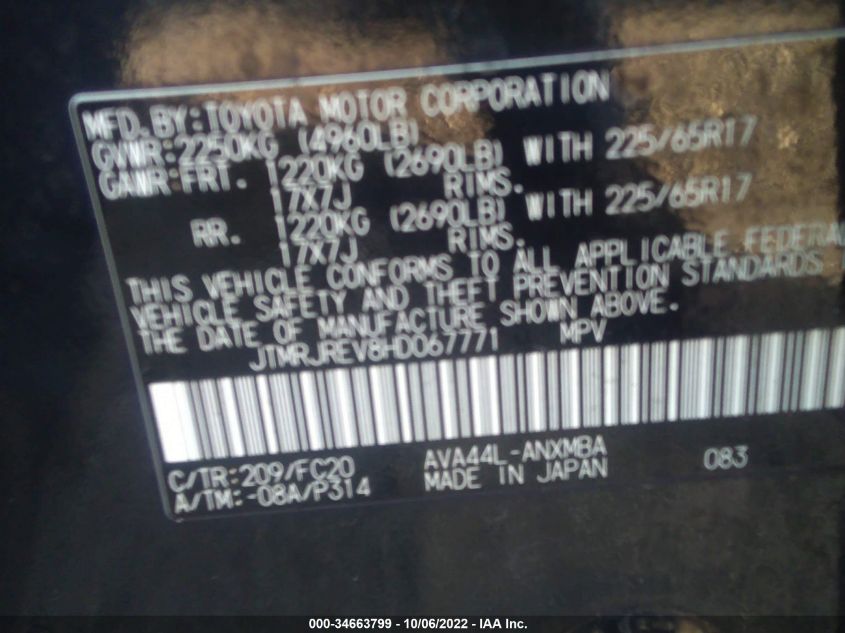 MFD.BY:TOYOTA MOTOR CORPORATION
GVWR:2250KG (4960LB)
GAWR:FRT. 1220KG (2690LB) WITH 225/65R17
17X7J RIMS.
RR. 1220KG (2690LB) WITH 225/65R17
17X7J RIMS.
THIS VEHICLE CONFORMS TO ALL APPLICABLE FEDERA
VEHICLE SAFETY AND THEFT PREVENTION STANDARDS
THE DATE OF MANUFACTURE SHOWN ABOVE.
JTMRJREV8HD067771 MPV
C/TR:209/FC20 AVA44L-ANXMBA 083
A/TM:-08A/P314 MADE IN JAPAN
000-34663799 - 10/06/2022 - IAA Inc.